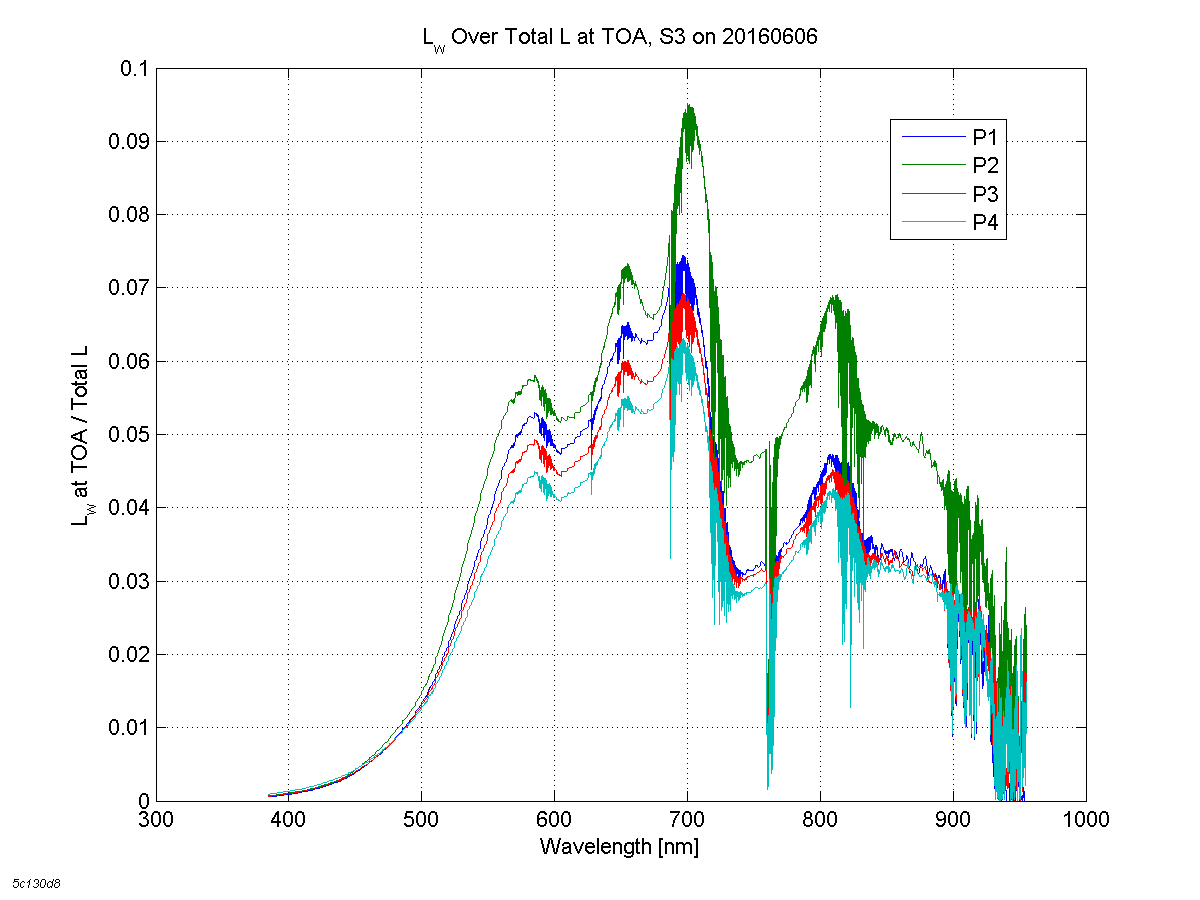 L_W Over Total L at TOA, S3 on 20160606
0.1
0.09
0.08
0.07
0.06
0.05
0.04
0.03
0.02
0.01
0
L_W at TOA / Total L
P1
P2
P3
P4
300 400 500 600 700 800 900 1000
Wavelength [nm]
5c130d8